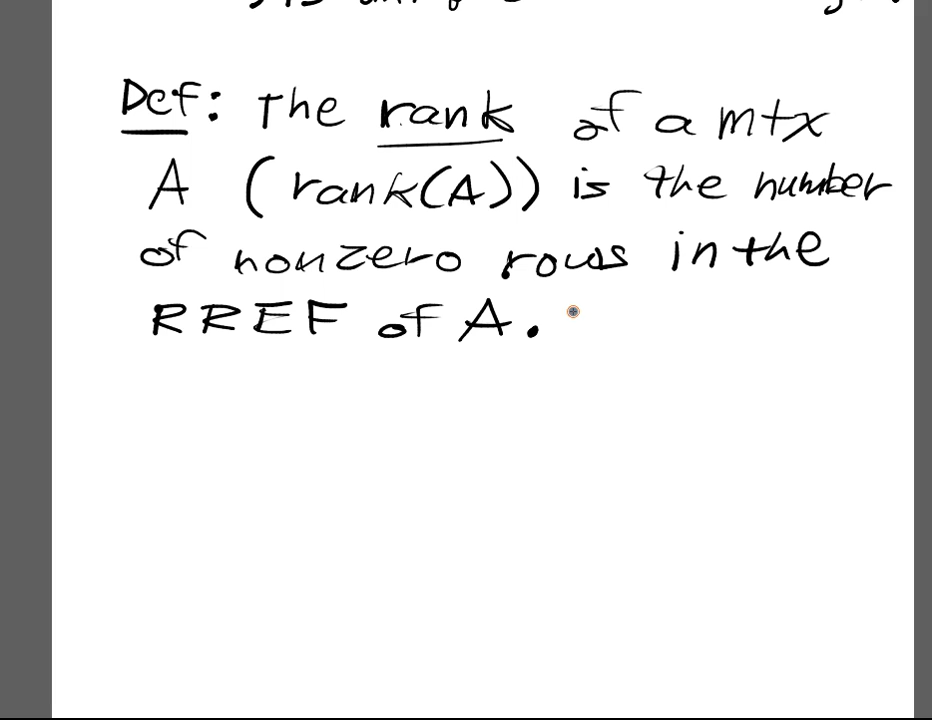 Def: The rank of a mtx
A (rank(A)) is the number
of nonzero rows in the
RREF of A.